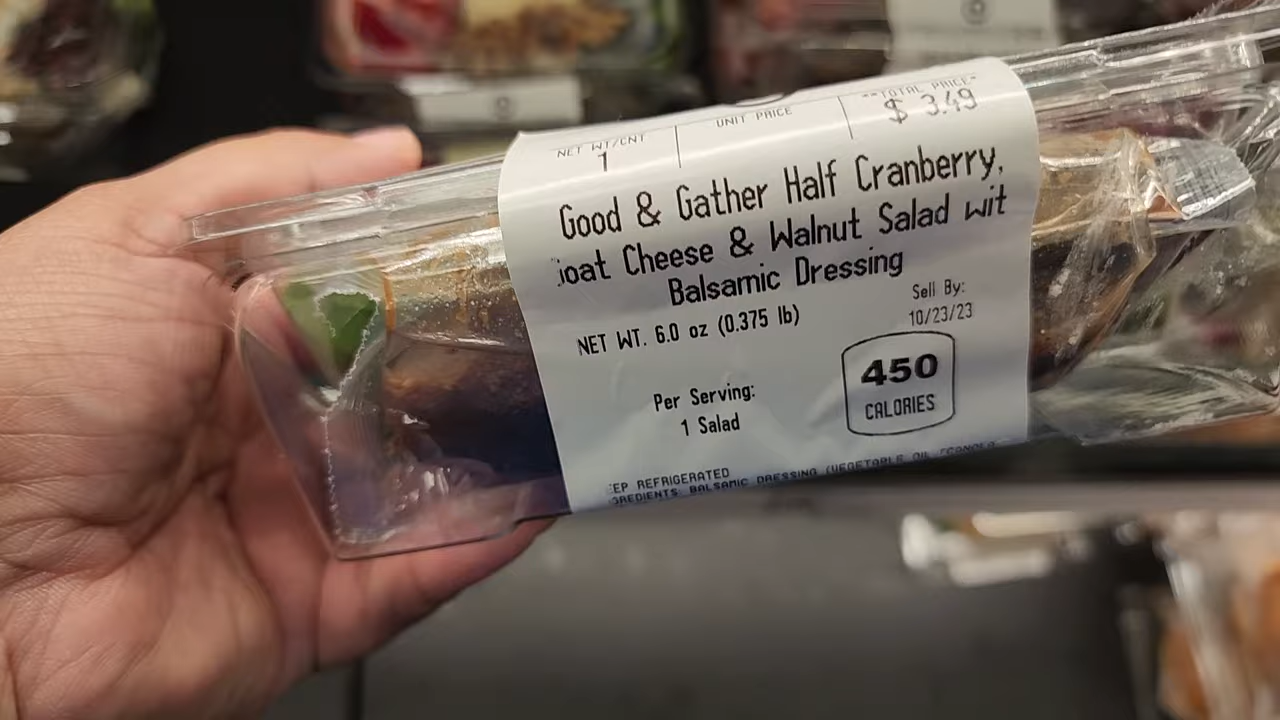 NET WT/CNT
1
UNIT PRICE
**TOTAL PRICE*
$ 3.49
Good & Gather Half Cranberry,
oat Cheese & Walnut Salad wit
Balsamic Dressing
NET WT. 6.0 oz (0.375 lb)
Sell By:
10/23/23
Per Serving:
1 Salad
450
CALORIES
EP REFRIGERATED
REDIENTS: BALSAMIC DRESSING (VEGETABLE OIL